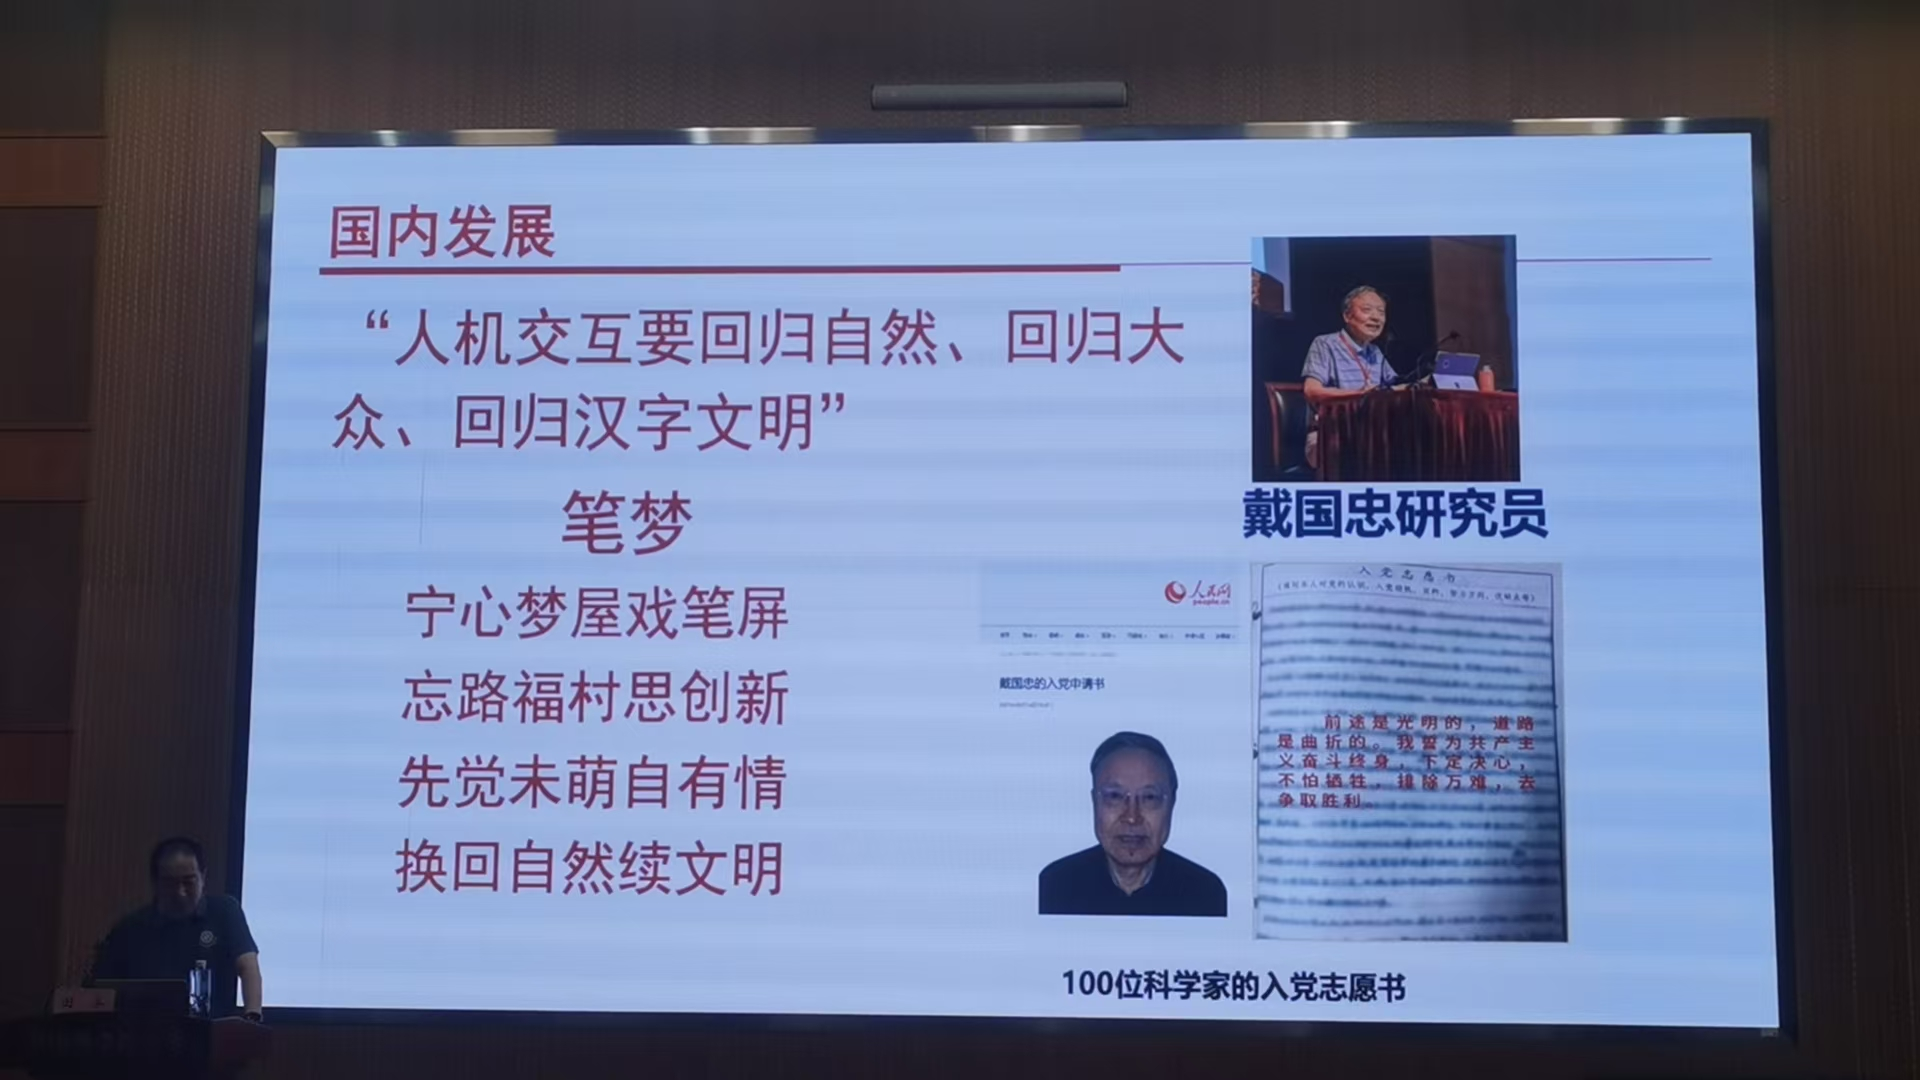 国内发展
“人机交互要回归自然、回归大
众、回归汉字文明”
笔梦
宁心梦屋戏笔屏
忘路福村思创新
先觉未萌自有情
换回自然续文明
戴国忠研究员
人民网
people.cn
戴国忠的入党申请书
入党志愿书
前途是光明的，道路
是曲折的。我誓为共产主
义奋斗终身，下定决心，
不怕牺牲，排除万难，去
争取胜利。
100位科学家的入党志愿书